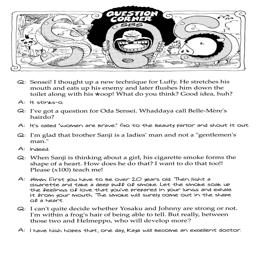 QUESTION CORNER
SBS
Q: Sensei! I thought up a new technique for Luffy. He stretches his
mouth and eats up his enemy and later flushes him down the
toilet along with his poop! What do you think? Good idea, huh?
A: It stinks-o.
Q: I've got a question for Oda Sensei. Whaddaya call Belle-Mère's
hairdo?
A: It's called "women are brave." Go to the beauty parlor and shout it out.
Q: I'm glad that brother Sanji is a ladies' man and not a "gentlemen's
man."
A: Indeed.
Q: When Sanji is thinking about a girl, his cigarette smoke forms the
shape of a heart. How does he do that? I want to do that too!!
Please (x100) teach me!
A: Ahem. First you have to be over 20 years old. Then light a
cigarette and take a deep puff of smoke. Let the smoke soak up
the feelings of love that you've prepared in your lungs and exhale
it from your mouth. The smoke will surely come out in the shape
of a heart.
Q: I can't quite decide whether Yosaku and Johnny are strong or not.
I'm within a frog's hair of being able to tell. But really, between
those two and Helmeppo, who will develop more?
A: I have high hopes that, one day, Kaya will become an excellent doctor.